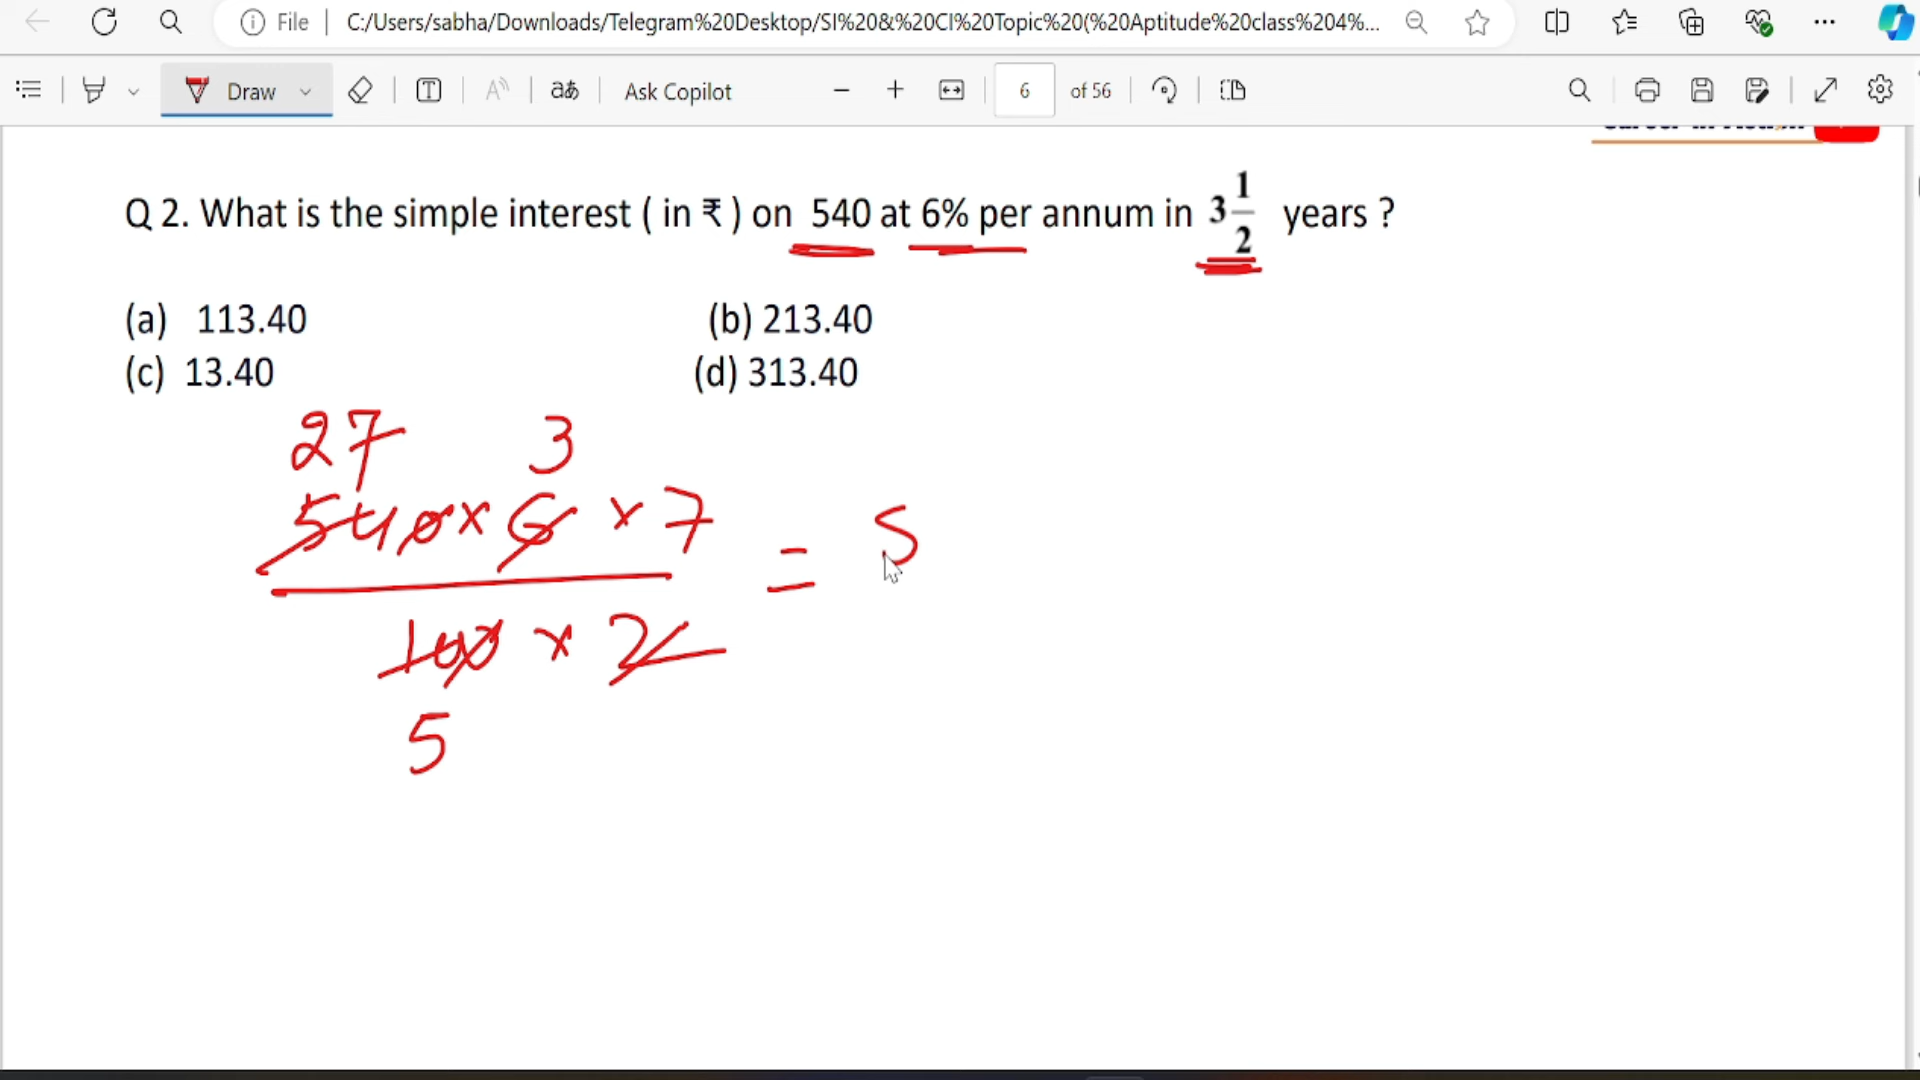 File | C:/Users/sabha/Downloads/Telegram%20Desktop/SI%20&%20CI%20Topic%20(%20Aptitude%20class%204%...
Draw aあ Ask Copilot − + 6 of 56
Q 2. What is the simple interest ( in ₹ ) on 540 at 6% per annum in 3 1/2 years ?
(a) 113.40 (b) 213.40
(c) 13.40 (d) 313.40
27 3
540 × 6 × 7
= S
100 × 2
5